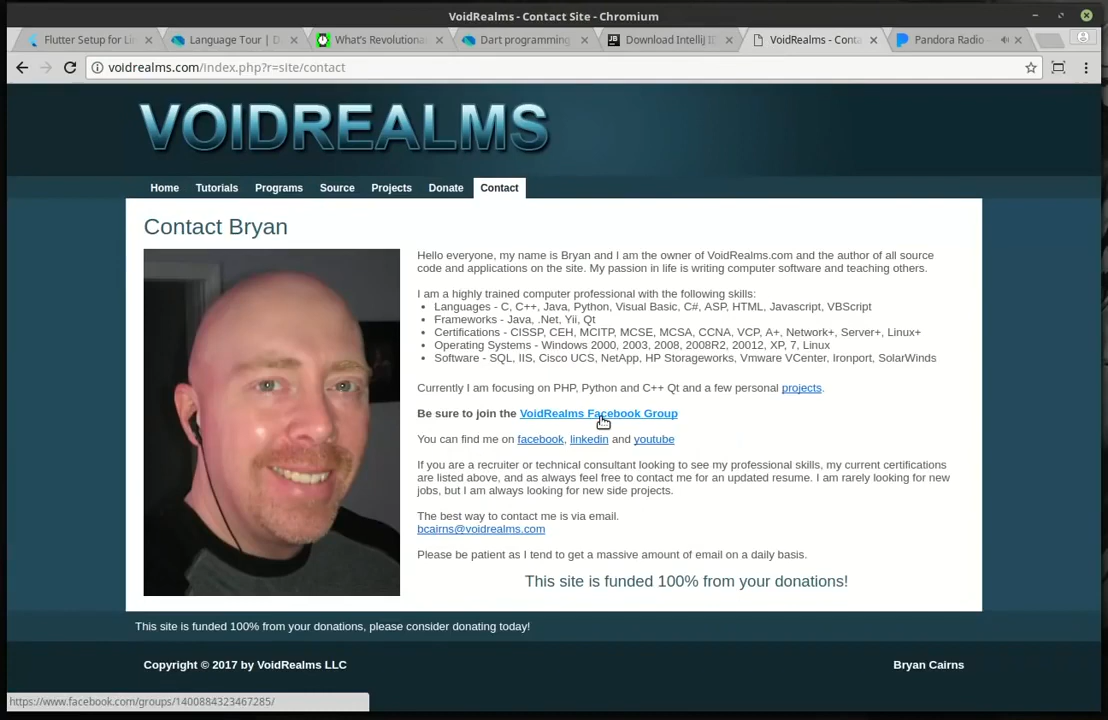 VoidRealms - Contact Site - Chromium
Flutter Setup for Li
Language Tour | D
What's Revolutiona
Dart programming
Download IntelliJ I
VoidRealms - Conta
Pandora Radio -
voidrealms.com/index.php?r=site/contact
VOIDREALMS
Home Tutorials Programs Source Projects Donate Contact
Contact Bryan
Hello everyone, my name is Bryan and I am the owner of VoidRealms.com and the author of all source
code and applications on the site. My passion in life is writing computer software and teaching others.
I am a highly trained computer professional with the following skills:
• Languages - C, C++, Java, Python, Visual Basic, C#, ASP, HTML, Javascript, VBScript
• Frameworks - Java, .Net, Yii, Qt
• Certifications - CISSP, CEH, MCITP, MCSE, MCSA, CCNA, VCP, A+, Network+, Server+, Linux+
• Operating Systems - Windows 2000, 2003, 2008, 2008R2, 20012, XP, 7, Linux
• Software - SQL, IIS, Cisco UCS, NetApp, HP Storageworks, Vmware VCenter, Ironport, SolarWinds
Currently I am focusing on PHP, Python and C++ Qt and a few personal projects.
Be sure to join the VoidRealms Facebook Group
You can find me on facebook, linkedin and youtube
If you are a recruiter or technical consultant looking to see my professional skills, my current certifications
are listed above, and as always feel free to contact me for an updated resume. I am rarely looking for new
jobs, but I am always looking for new side projects.
The best way to contact me is via email.
bcairns@voidrealms.com
Please be patient as I tend to get a massive amount of email on a daily basis.
This site is funded 100% from your donations!
This site is funded 100% from your donations, please consider donating today!
Copyright © 2017 by VoidRealms LLC
Bryan Cairns
https://www.facebook.com/groups/1400884323467285/